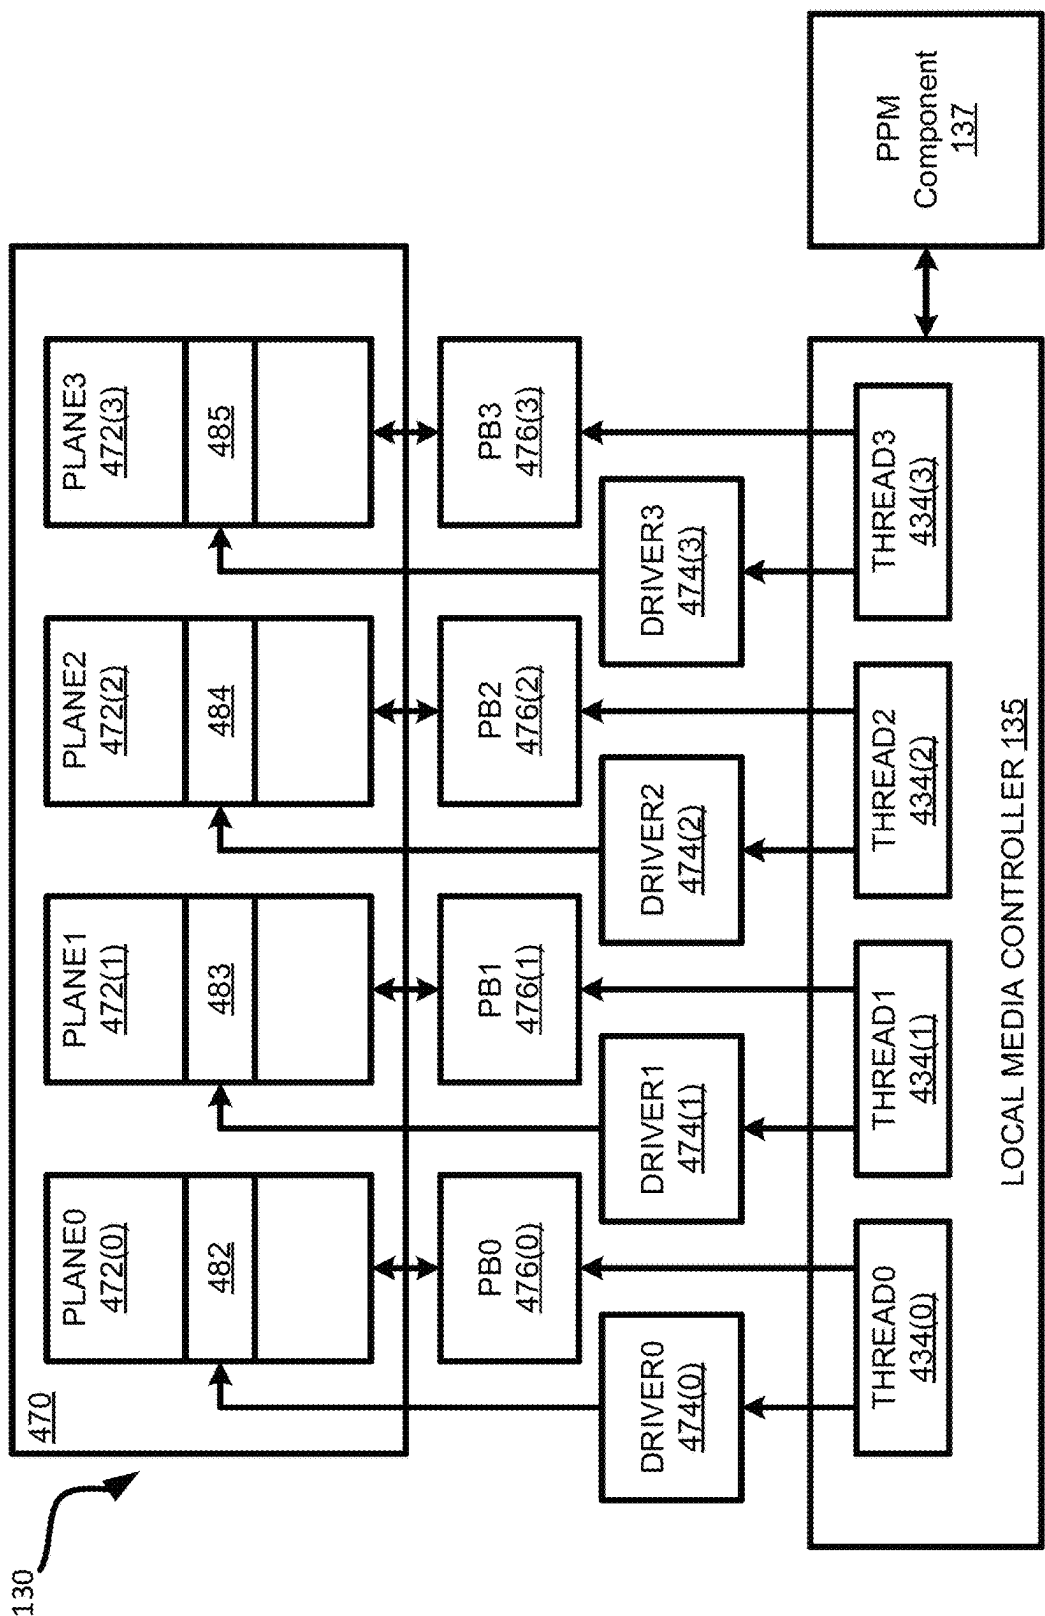 130
470
PLANE0
472(0)
482
PLANE1
472(1)
483
PLANE2
472(2)
484
PLANE3
472(3)
485
PB0
476(0)
PB1
476(1)
PB2
476(2)
PB3
476(3)
DRIVER0
474(0)
DRIVER1
474(1)
DRIVER2
474(2)
DRIVER3
474(3)
THREAD0
434(0)
THREAD1
434(1)
THREAD2
434(2)
THREAD3
434(3)
LOCAL MEDIA CONTROLLER 135
PPM
Component
137